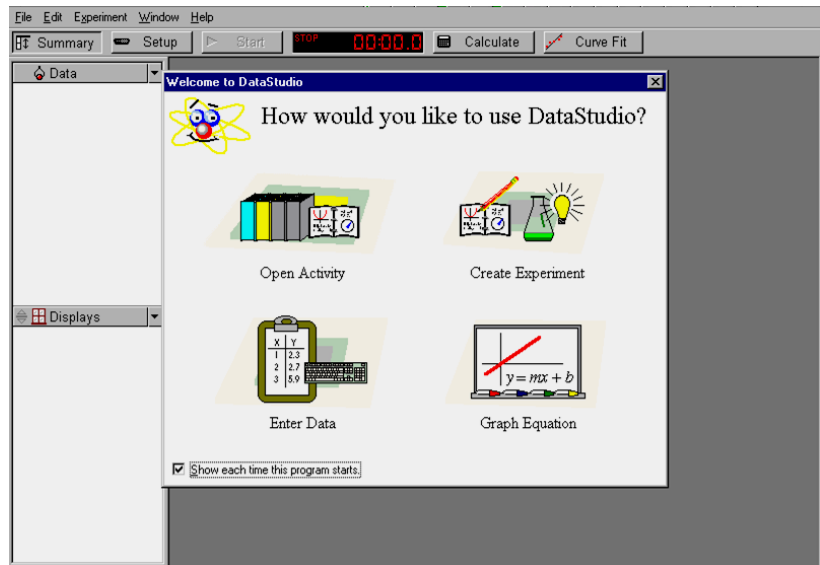 File Edit Experiment Window Help
Summary Setup Start STOP 00:00.0 Calculate Curve Fit
Data
Welcome to DataStudio
How would you like to use DataStudio?
Open Activity
Create Experiment
Displays
X Y
1 2.3
2 2.7
3 5.9
y = mx + b
Enter Data
Graph Equation
Show each time this program starts.